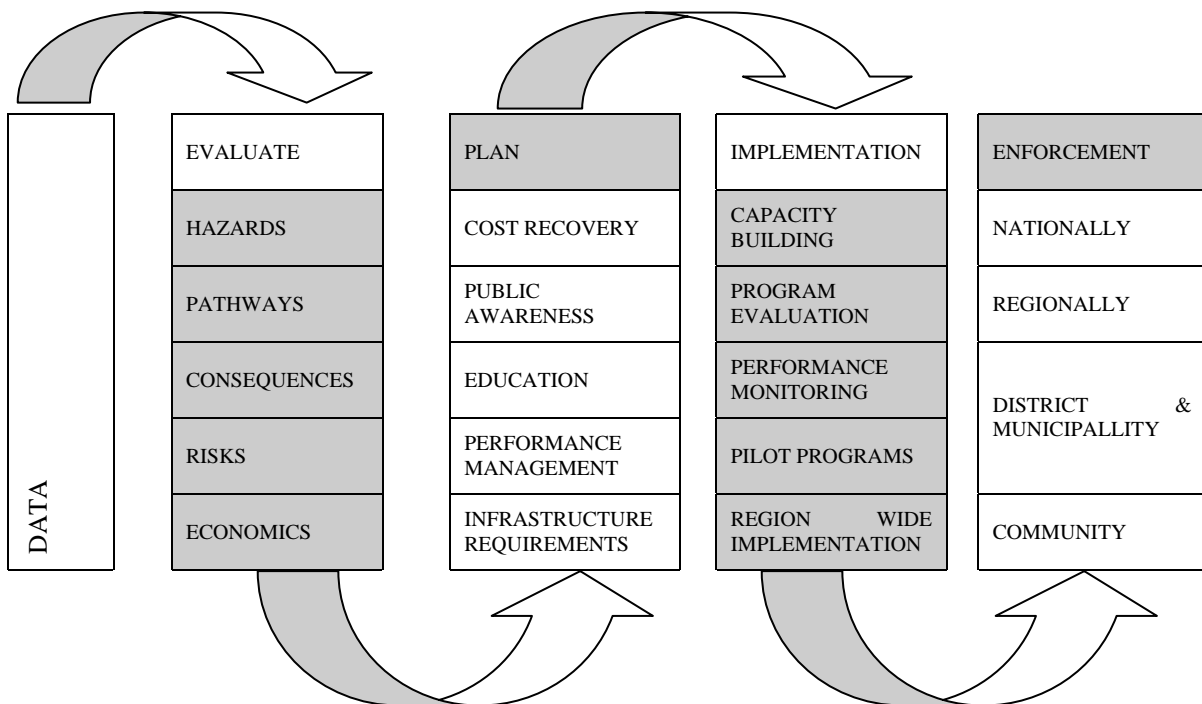 DATA
EVALUATE
HAZARDS
PATHWAYS
CONSEQUENCES
RISKS
ECONOMICS
PLAN
COST RECOVERY
PUBLIC
AWARENESS
EDUCATION
PERFORMANCE
MANAGEMENT
INFRASTRUCTURE
REQUIREMENTS
IMPLEMENTATION
CAPACITY
BUILDING
PROGRAM
EVALUATION
PERFORMANCE
MONITORING
PILOT PROGRAMS
REGION WIDE
IMPLEMENTATION
ENFORCEMENT
NATIONALLY
REGIONALLY
DISTRICT &
MUNICIPALLITY
COMMUNITY